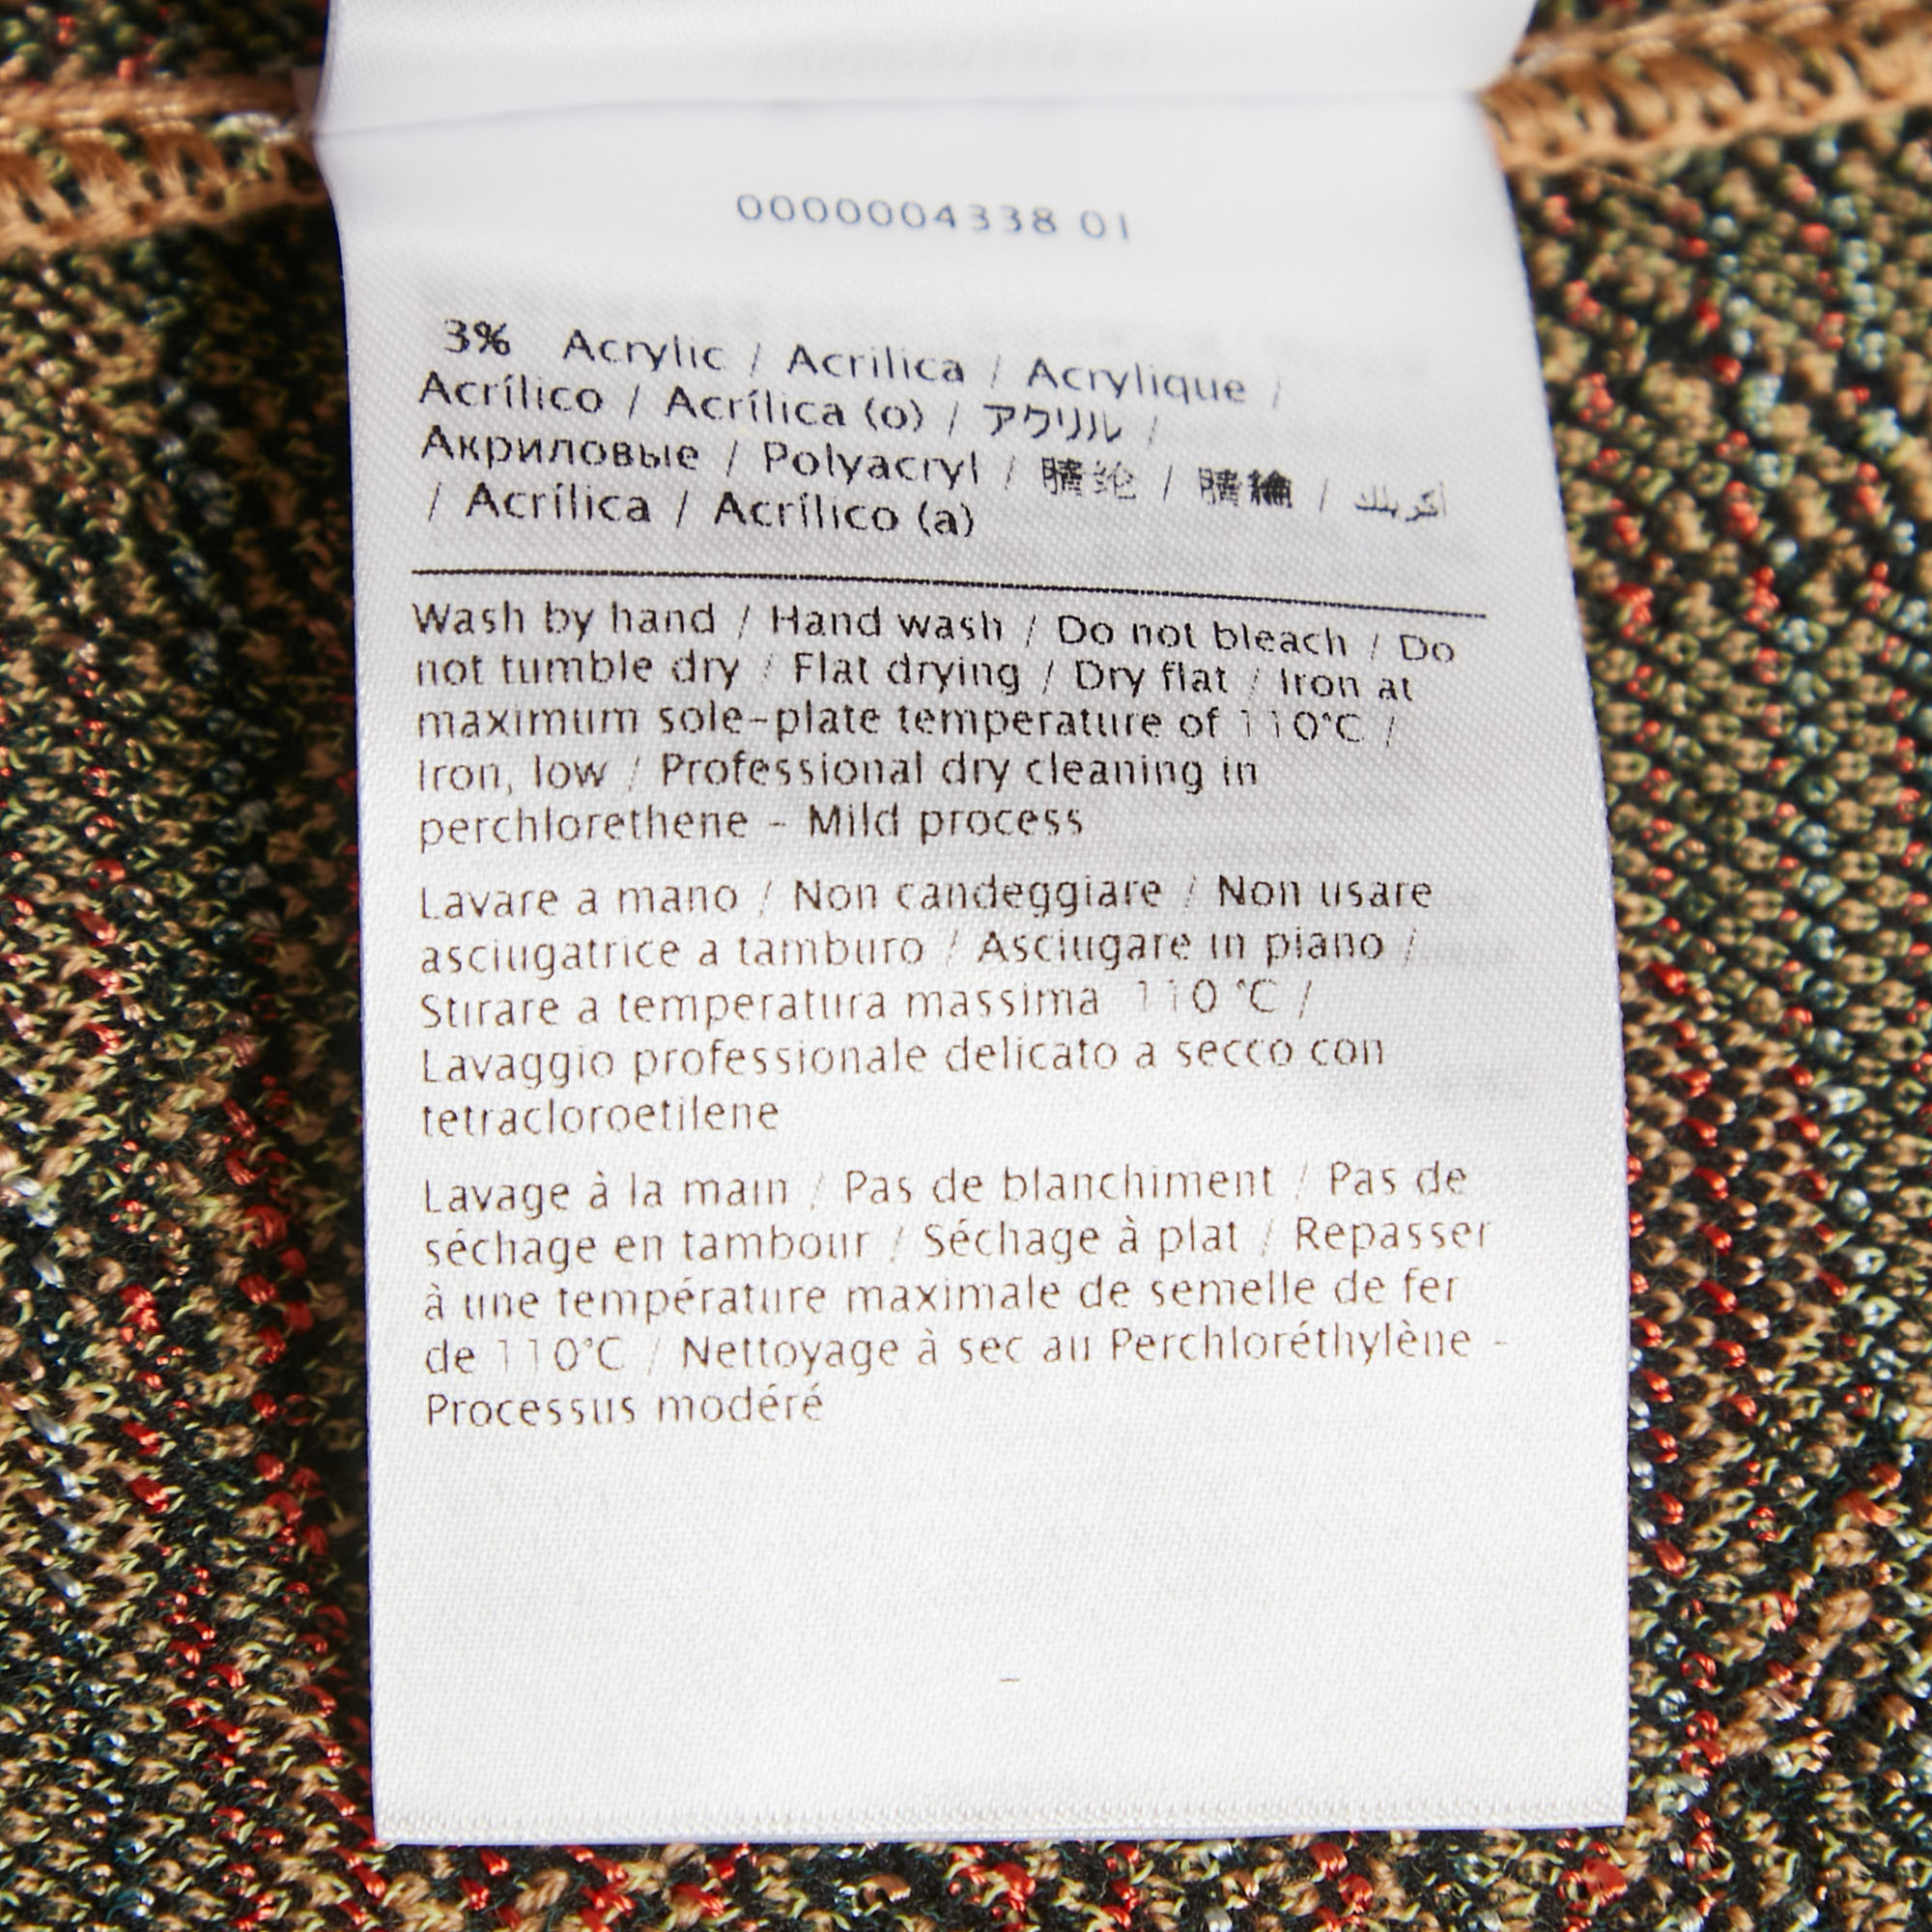 0000004338 01
3% Acrylic / Acrilica / Acrylique /
Acrílico / Acrílica (o) / アクリル /
Акриловые / Polyacryl / 腈纶 / 腈綸 / أكريلك
/ Acrílica / Acrílico (a)
Wash by hand / Hand wash / Do not bleach / Do
not tumble dry / Flat drying / Dry flat / Iron at
maximum sole-plate temperature of 110°C /
Iron, low / Professional dry cleaning in
perchlorethene - Mild process
Lavare a mano / Non candeggiare / Non usare
asciugatrice a tamburo / Asciugare in piano /
Stirare a temperatura massima 110 °C /
Lavaggio professionale delicato a secco con
tetracloroetilene
Lavage à la main / Pas de blanchiment / Pas de
séchage en tambour / Séchage à plat / Repasser
à une température maximale de semelle de fer
de 110°C / Nettoyage à sec au Perchloréthylène -
Processus modéré